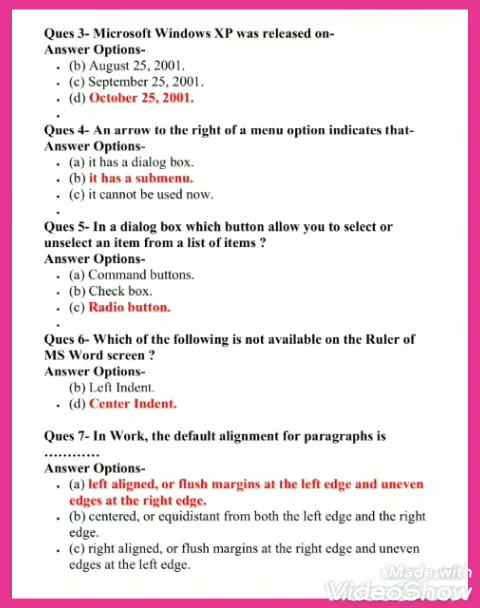 Ques 3- Microsoft Windows XP was released on-
Answer Options-
• (b) August 25, 2001.
• (c) September 25, 2001.
• (d) October 25, 2001.
•
Ques 4- An arrow to the right of a menu option indicates that-
Answer Options-
• (a) it has a dialog box.
• (b) it has a submenu.
• (c) it cannot be used now.
•
Ques 5- In a dialog box which button allow you to select or
unselect an item from a list of items ?
Answer Options-
• (a) Command buttons.
• (b) Check box.
• (c) Radio button.
•
Ques 6- Which of the following is not available on the Ruler of
MS Word screen ?
Answer Options-
(b) Left Indent.
• (d) Center Indent.
Ques 7- In Work, the default alignment for paragraphs is
............
Answer Options-
• (a) left aligned, or flush margins at the left edge and uneven
edges at the right edge.
• (b) centered, or equidistant from both the left edge and the right
edge.
• (c) right aligned, or flush margins at the right edge and uneven
edges at the left edge.
Made with
VideoShow